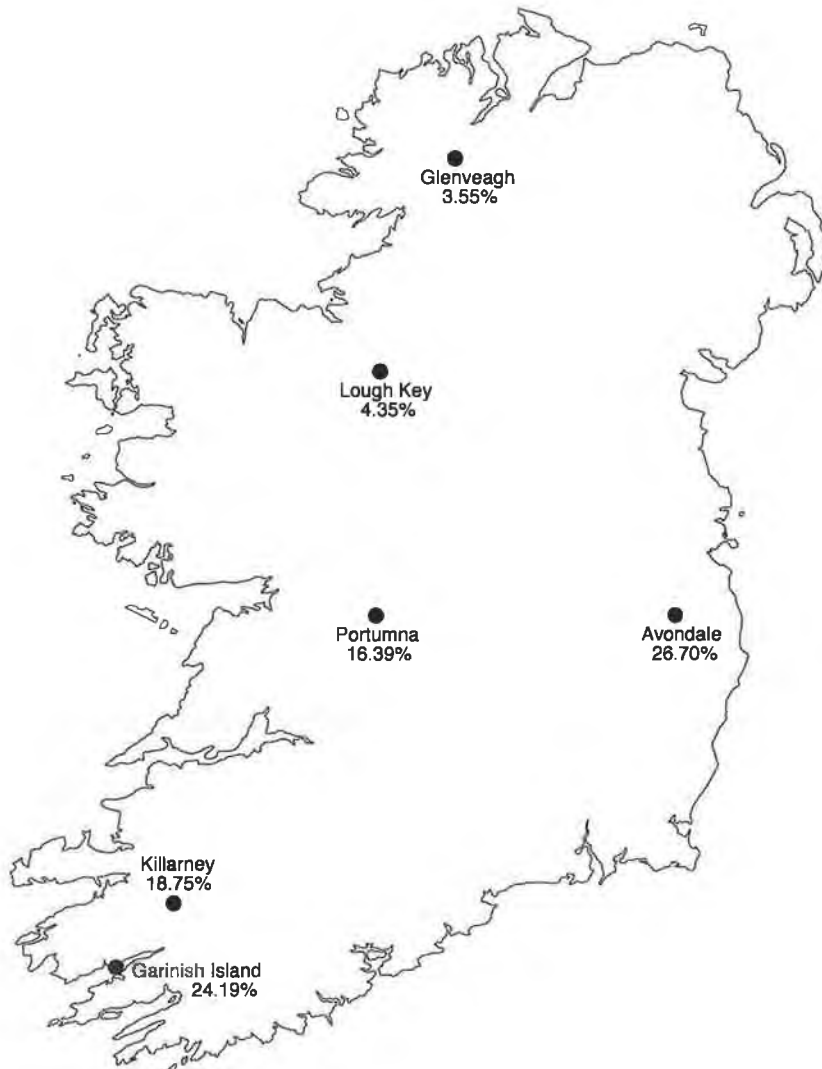 Glenveagh
3.55%
Lough Key
4.35%
Portumna
16.39%
Avondale
26.70%
Killarney
18.75%
Garinish Island
24.19%